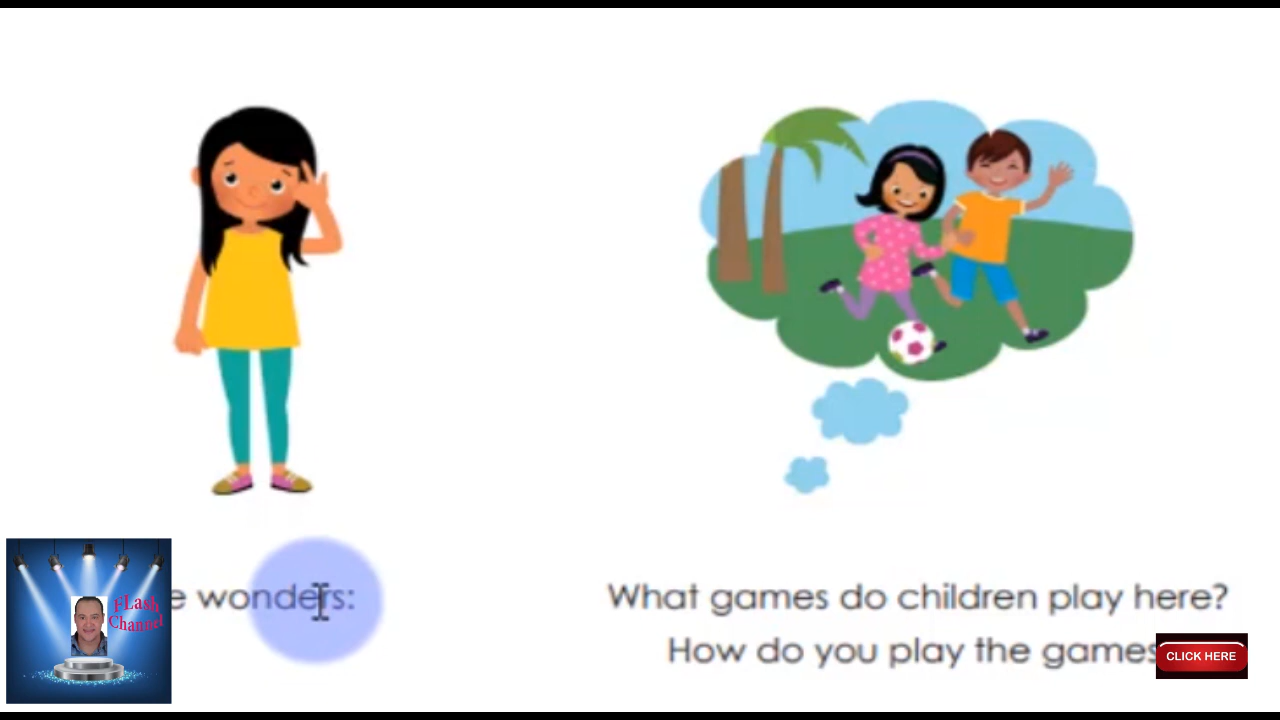 e wonders:
What games do children play here?
How do you play the games
FLash
Channel
CLICK HERE